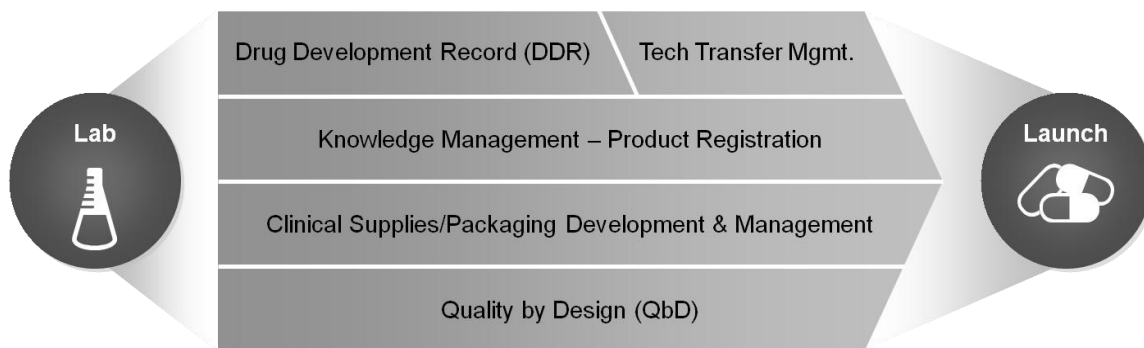 Drug Development Record (DDR)
Tech Transfer Mgmt.
Lab
Knowledge Management – Product Registration
Launch
Clinical Supplies/Packaging Development & Management
Quality by Design (QbD)